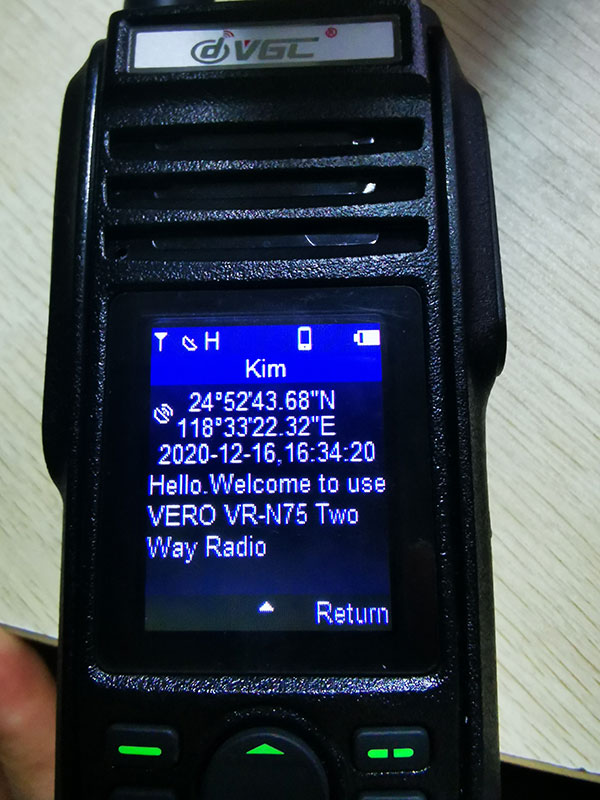 VGC®
H
Kim
24°52'43.68"N
118°33'22.32"E
2020-12-16,16:34:20
Hello.Welcome to use
VERO VR-N75 Two
Way Radio
Return